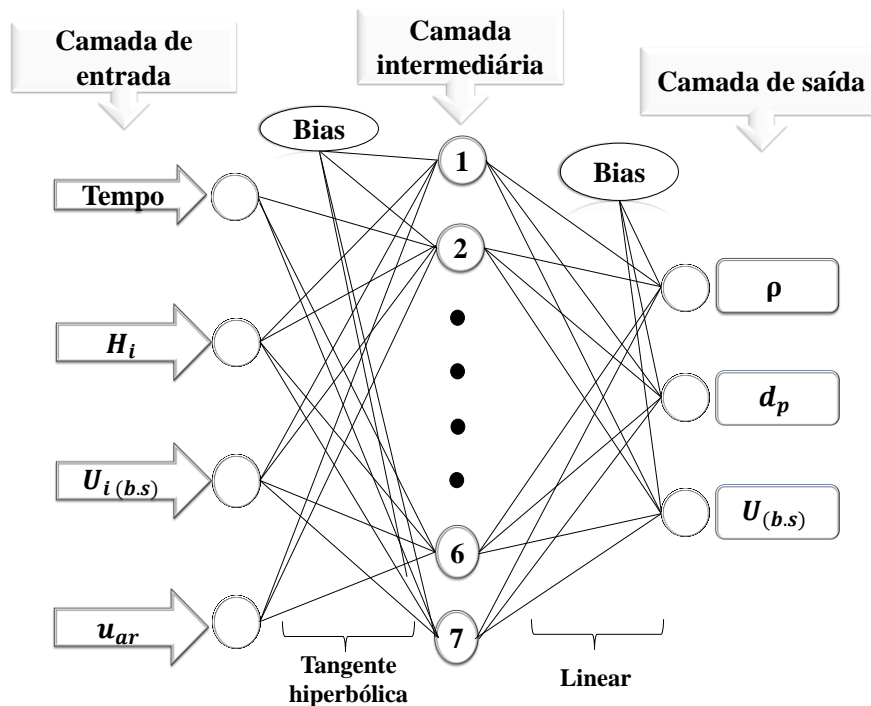 Camada de
entrada
Camada
intermediária
Camada de saída
Bias
Bias
Tempo
H_i
U_i (b.s)
u_ar
1
2
6
7
ρ
d_p
U_(b.s)
Tangente
hiperbólica
Linear